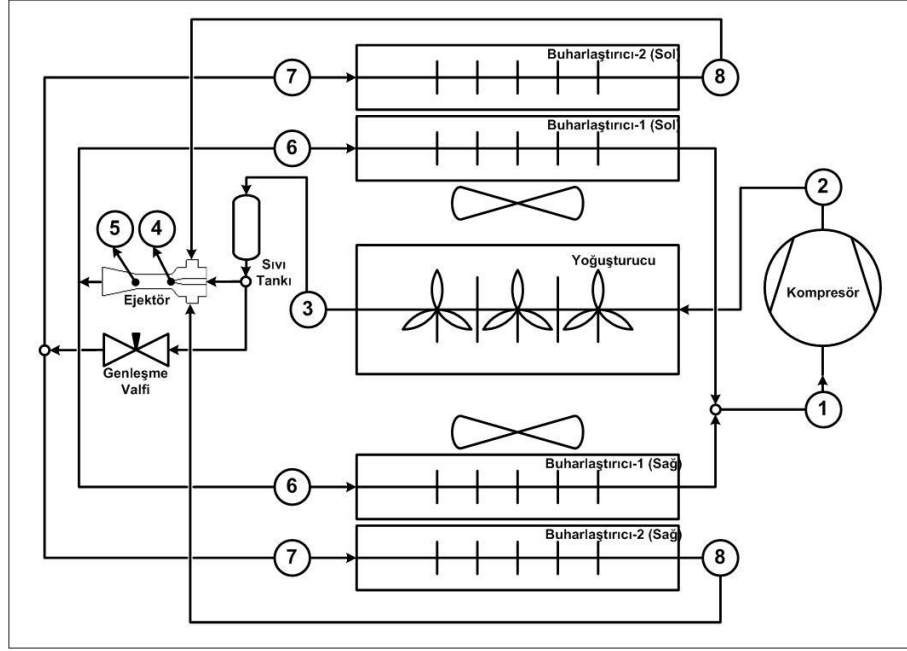 Buharlaştırıcı-2 (Sol)
7
8
Buharlaştırıcı-1 (Sol)
6
2
5
4
Sıvı
Tankı
Yoğuşturucu
Kompresör
Ejektör
3
Genleşme
Valfi
1
Buharlaştırıcı-1 (Sağ)
6
Buharlaştırıcı-2 (Sağ)
7
8